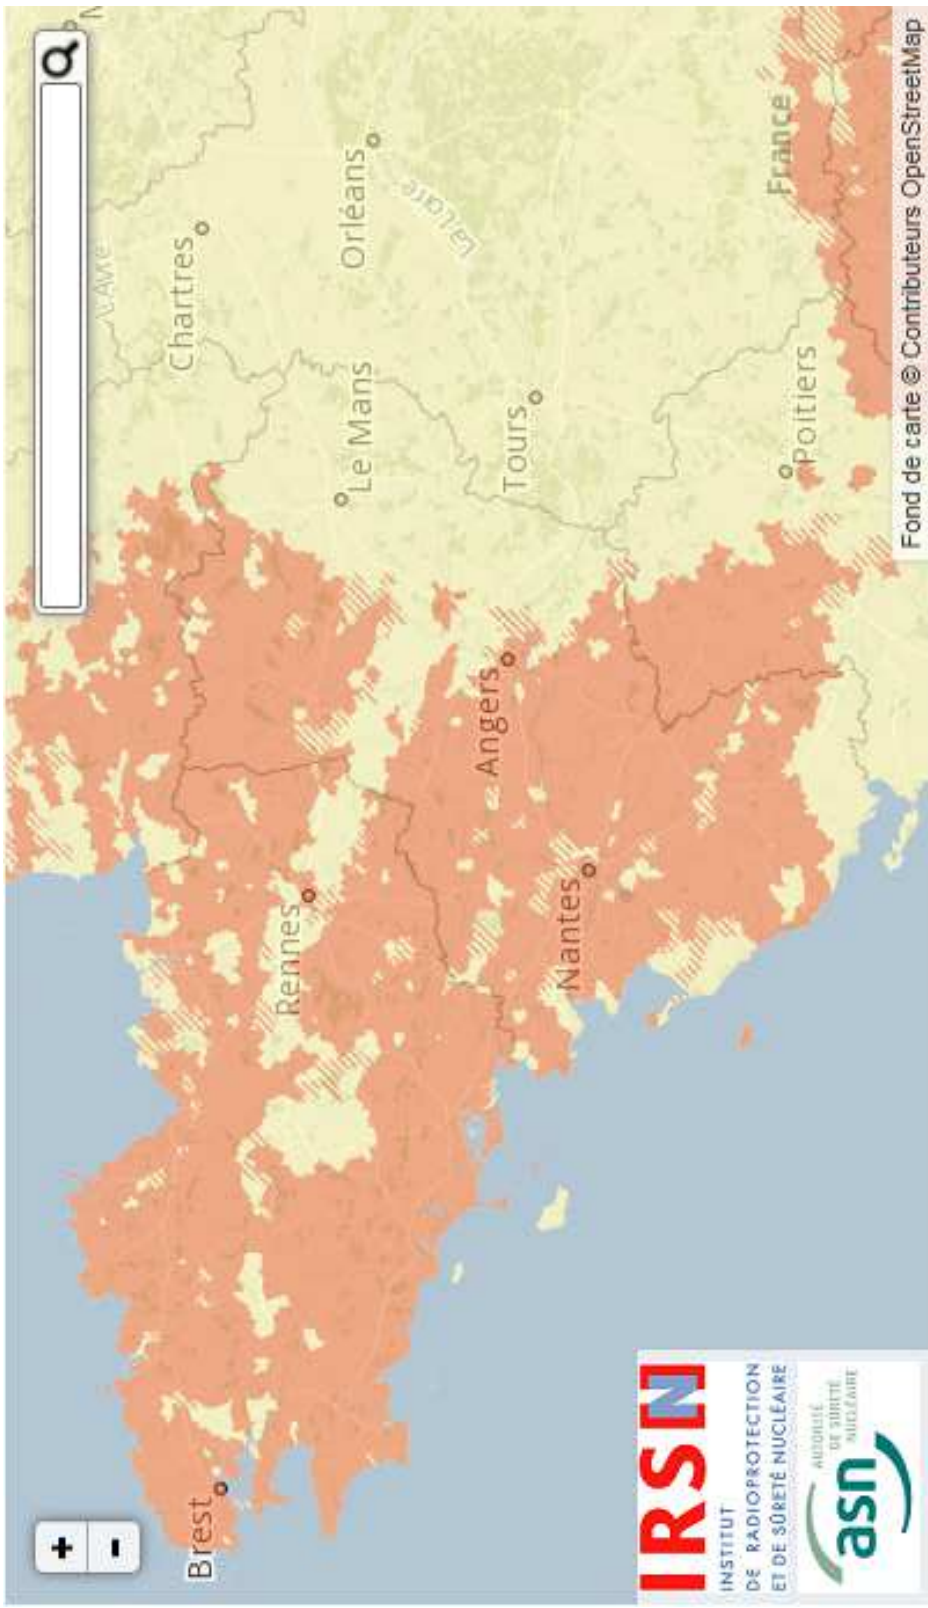 +
-
N
l'Avre
Chartres
Orléans
La Loire
Le Mans
Tours
Brest
Rennes
Angers
Nantes
Poitiers
France
IRSN
INSTITUT
DE RADIOPROTECTION
ET DE SÛRETÉ NUCLÉAIRE
asn
AUTORITÉ
DE SÛRETÉ
NUCLÉAIRE
Fond de carte © Contributeurs OpenStreetMap